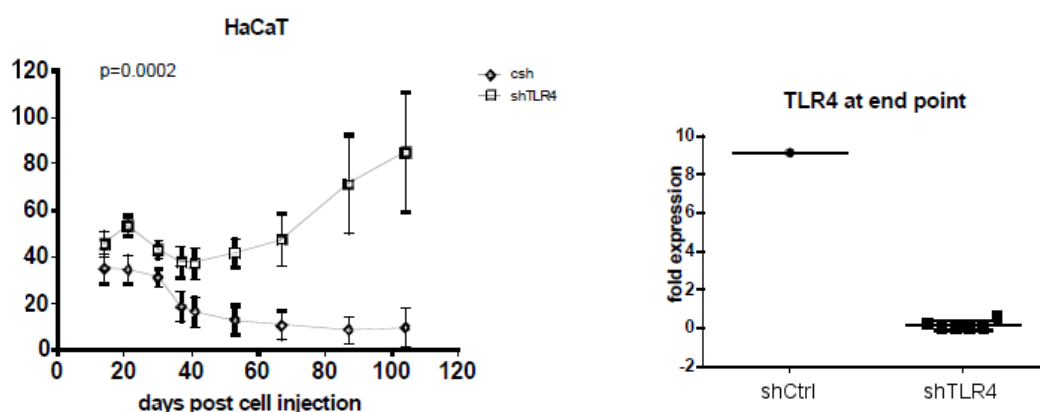 HaCaT
p=0.0002
csh
shTLR4
120
100
80
60
40
20
0
0 20 40 60 80 100 120
days post cell injection
TLR4 at end point
fold expression
10
8
6
4
2
0
-2
shCtrl shTLR4